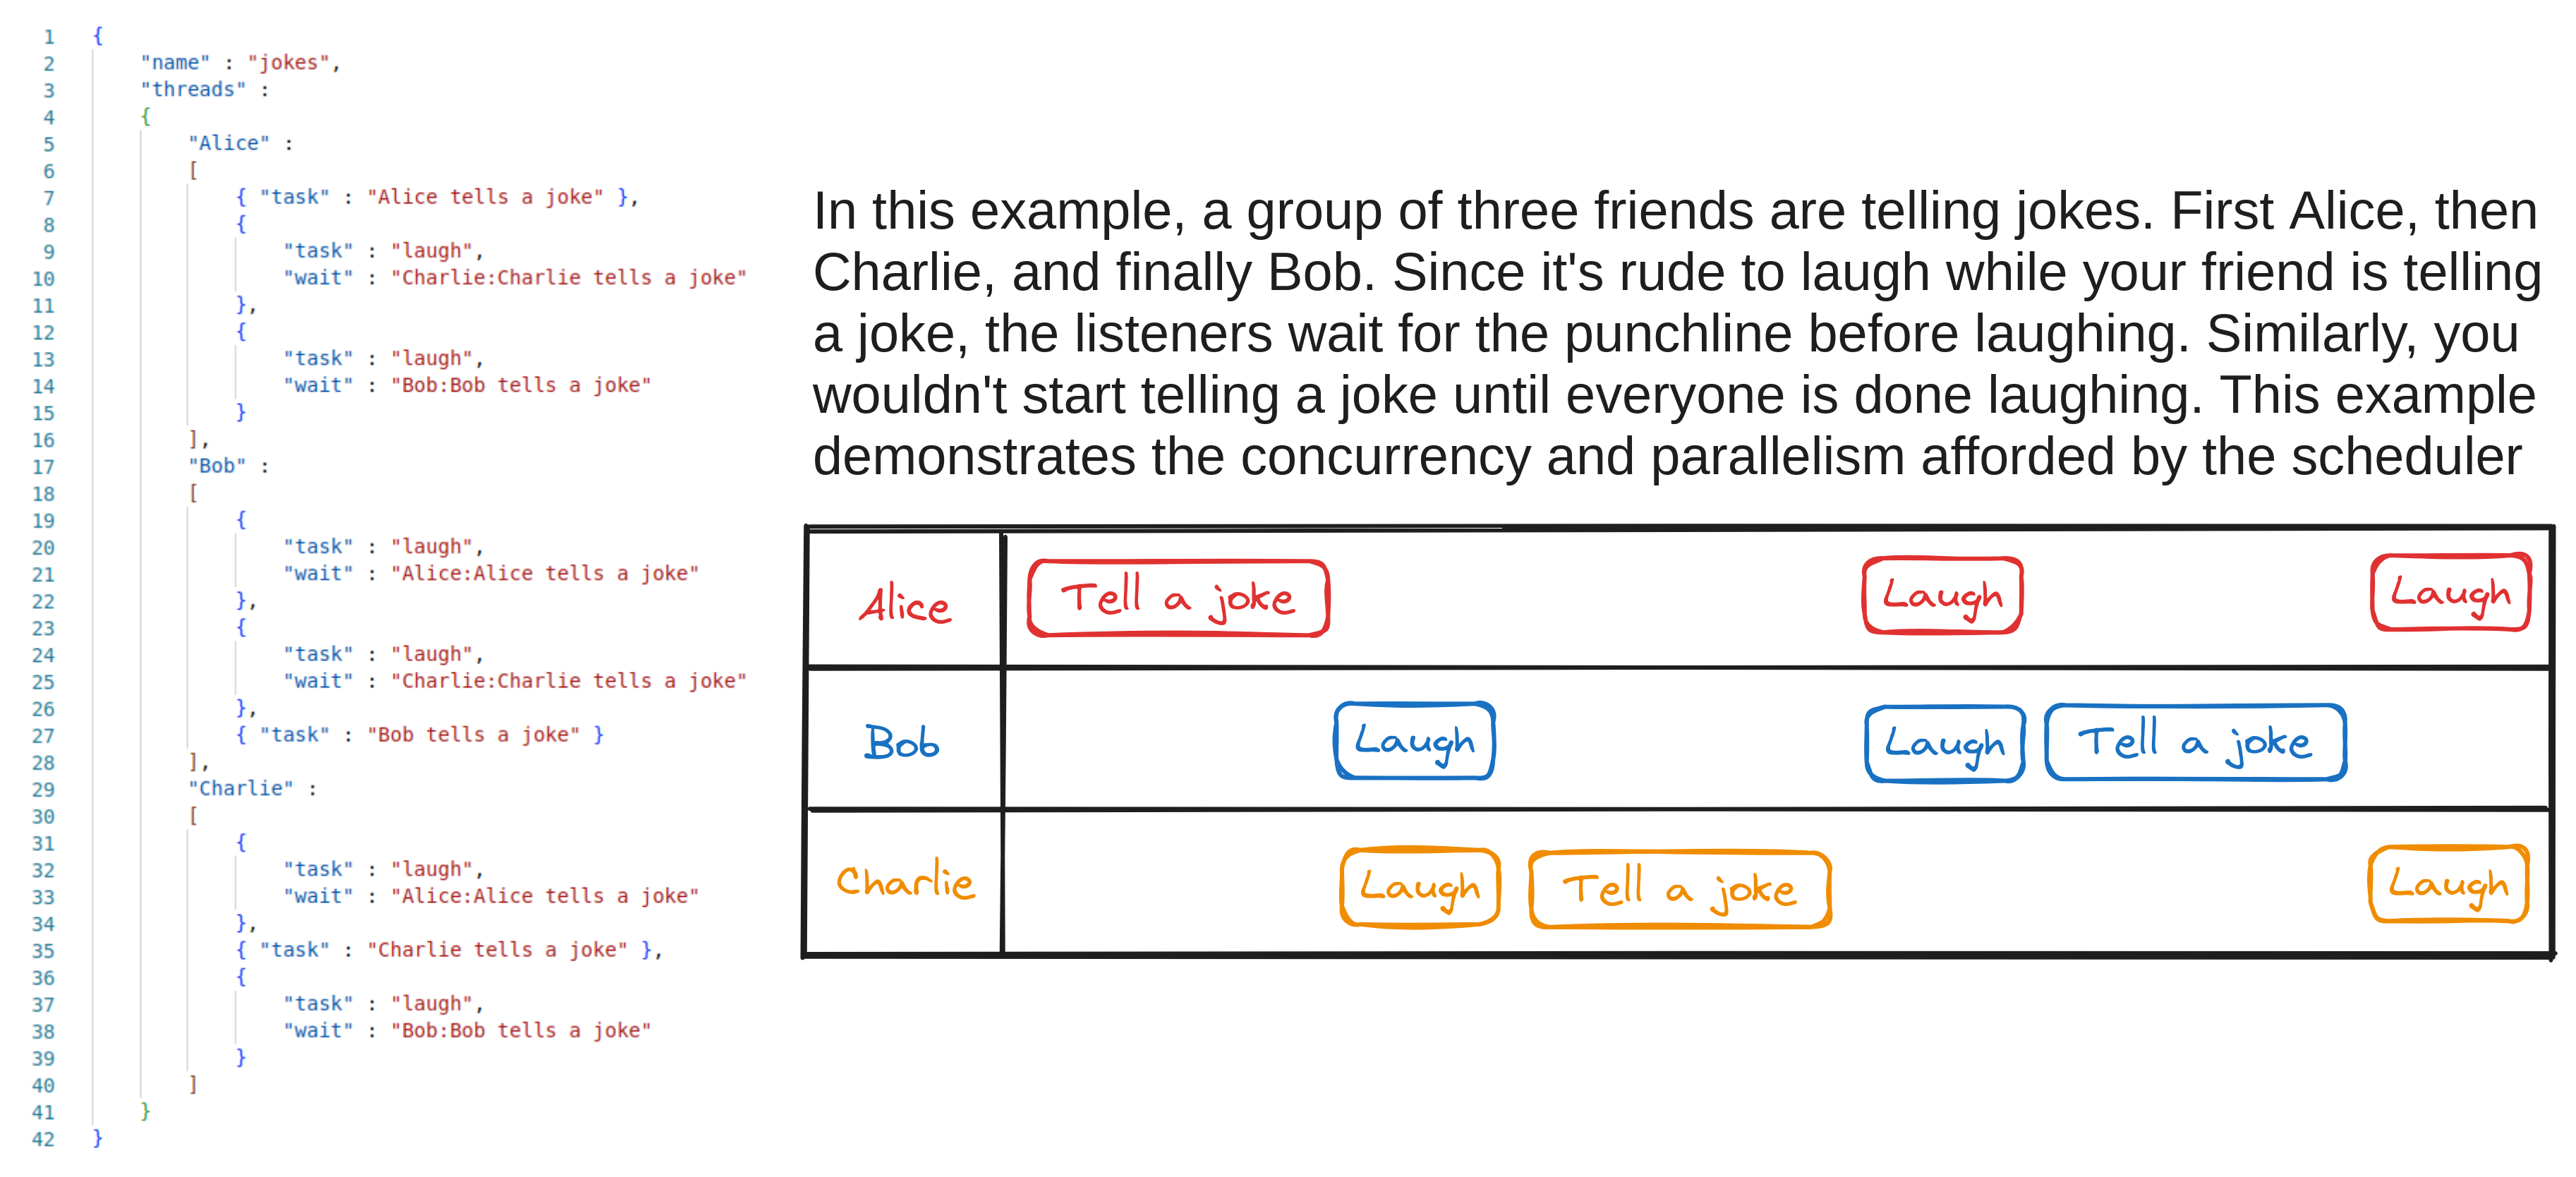 1 {
2 "name" : "jokes",
3 "threads" :
4 {
5 "Alice" :
6 [
7 { "task" : "Alice tells a joke" },
8 {
9 "task" : "laugh",
10 "wait" : "Charlie:Charlie tells a joke"
11 },
12 {
13 "task" : "laugh",
14 "wait" : "Bob:Bob tells a joke"
15 }
16 ],
17 "Bob" :
18 [
19 {
20 "task" : "laugh",
21 "wait" : "Alice:Alice tells a joke"
22 },
23 {
24 "task" : "laugh",
25 "wait" : "Charlie:Charlie tells a joke"
26 },
27 { "task" : "Bob tells a joke" }
28 ],
29 "Charlie" :
30 [
31 {
32 "task" : "laugh",
33 "wait" : "Alice:Alice tells a joke"
34 },
35 { "task" : "Charlie tells a joke" },
36 {
37 "task" : "laugh",
38 "wait" : "Bob:Bob tells a joke"
39 }
40 ]
41 }
42 }
In this example, a group of three friends are telling jokes. First Alice, then
Charlie, and finally Bob. Since it's rude to laugh while your friend is telling
a joke, the listeners wait for the punchline before laughing. Similarly, you
wouldn't start telling a joke until everyone is done laughing. This example
demonstrates the concurrency and parallelism afforded by the scheduler
Alice Tell a joke Laugh Laugh
Bob Laugh Laugh Tell a joke
Charlie Laugh Tell a joke Laugh